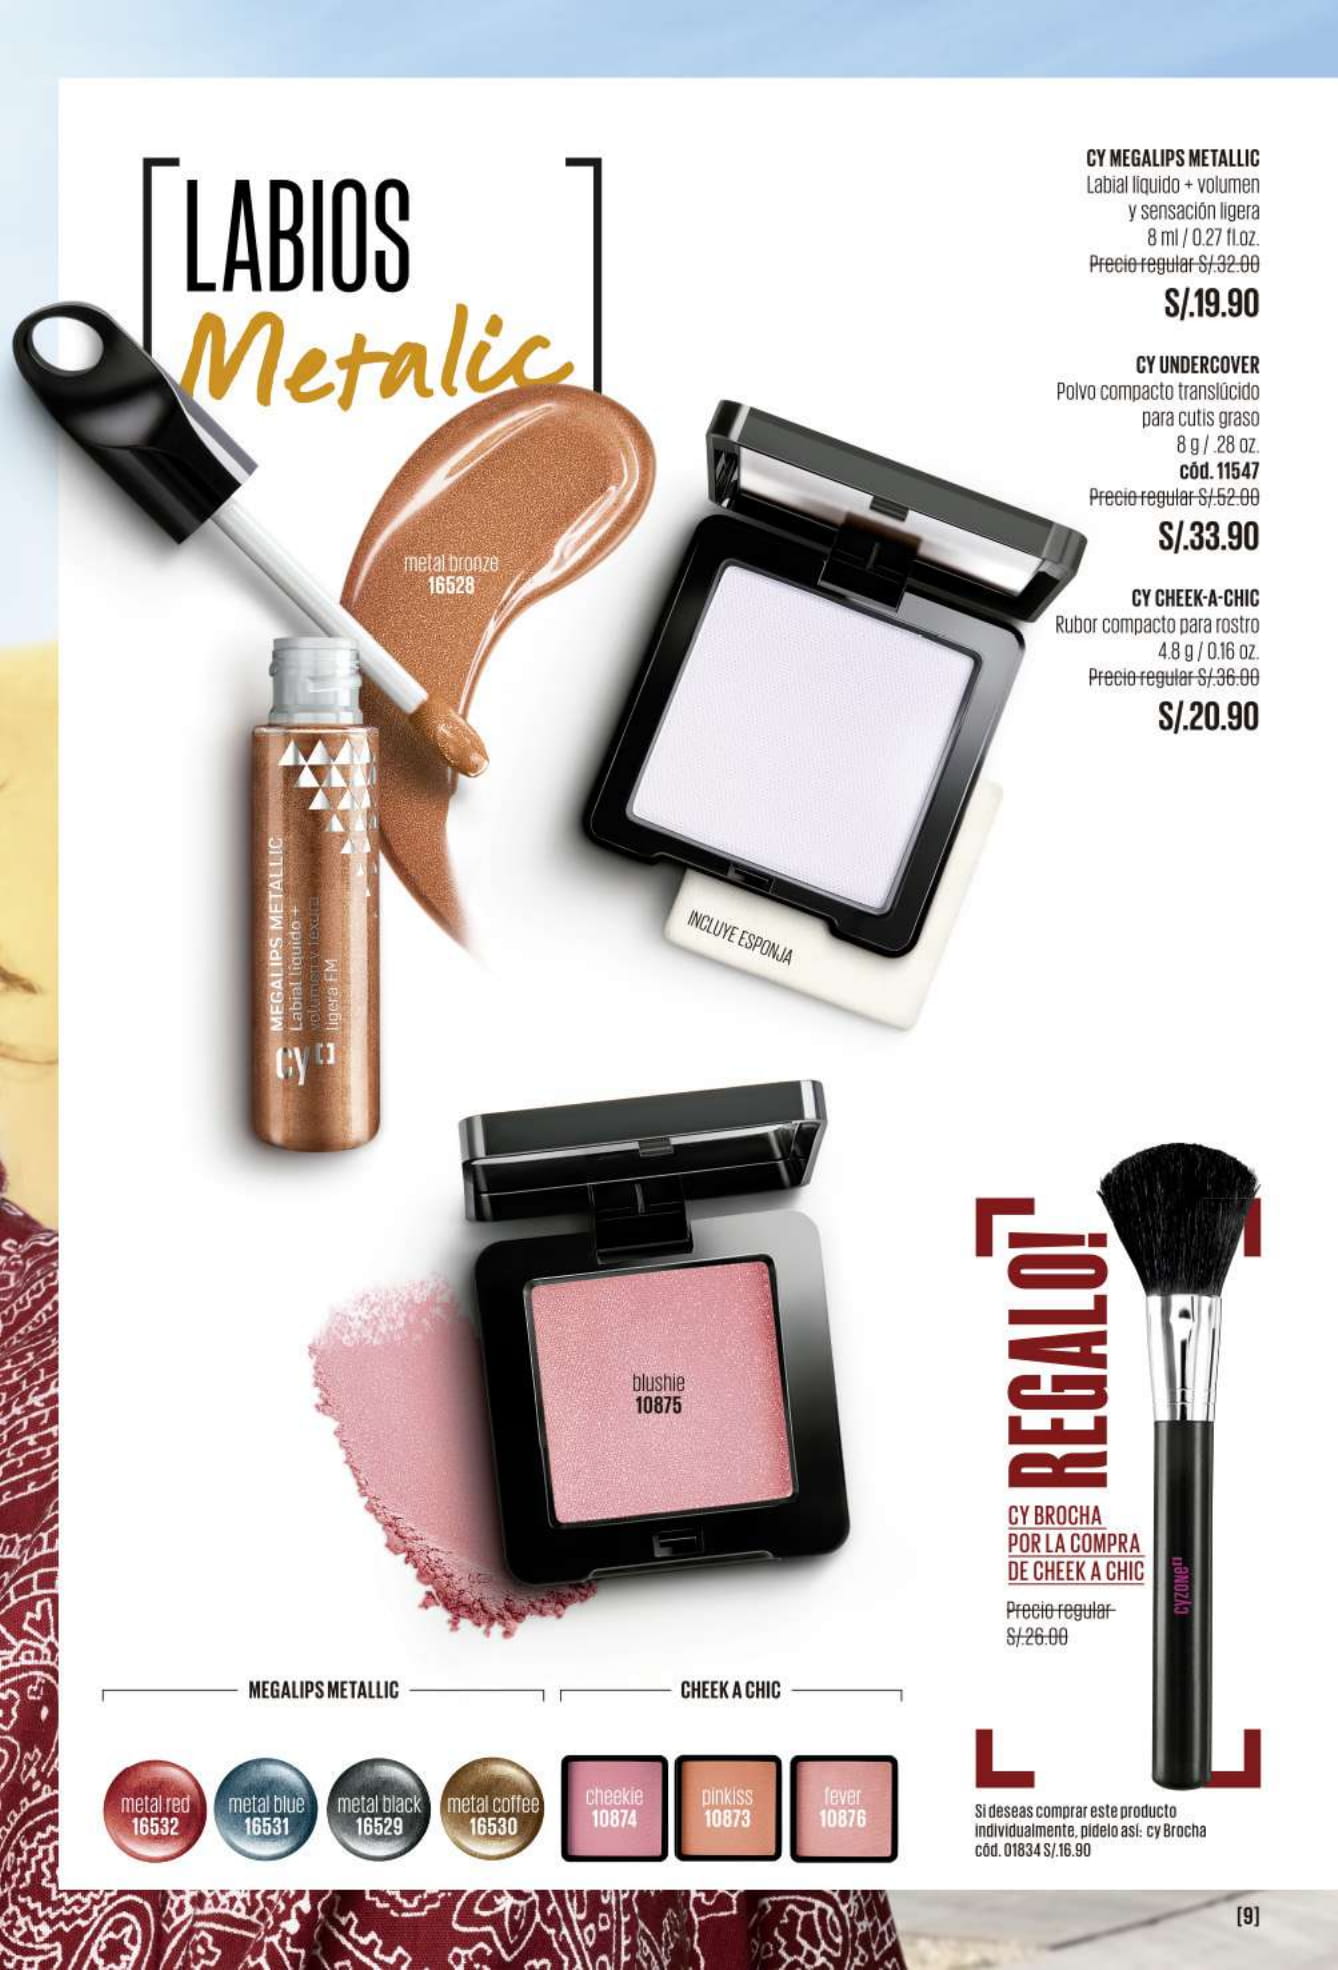 LABIOS
Metalic
CY MEGALIPS METALLIC
Labial líquido + volumen
y sensación ligera
8 ml / 0.27 fl.oz.
Precio regular S/.32.00
S/.19.90
CY UNDERCOVER
Polvo compacto translúcido
para cutis graso
8 g / .28 oz.
cód. 11547
Precio regular S/.52.00
S/.33.90
CY CHEEK-A-CHIC
Rubor compacto para rostro
4.8 g / 0.16 oz.
Precio regular S/.36.00
S/.20.90
metal bronze
16528
MEGALIPS METALLIC
Labial líquido +
volumen y textura
ligera FM
cy
INCLUYE ESPONJA
blushie
10875
REGALO!
CY BROCHA
POR LA COMPRA
DE CHEEK A CHIC
Precio regular
S/.26.00
cyzone
MEGALIPS METALLIC
metal red
16532
metal blue
16531
metal black
16529
metal coffee
16530
CHEEK A CHIC
cheekie
10874
pinkiss
10873
fever
10876
Si deseas comprar este producto
individualmente, pídelo así: cy Brocha
cód. 01834 S/.16.90
[9]